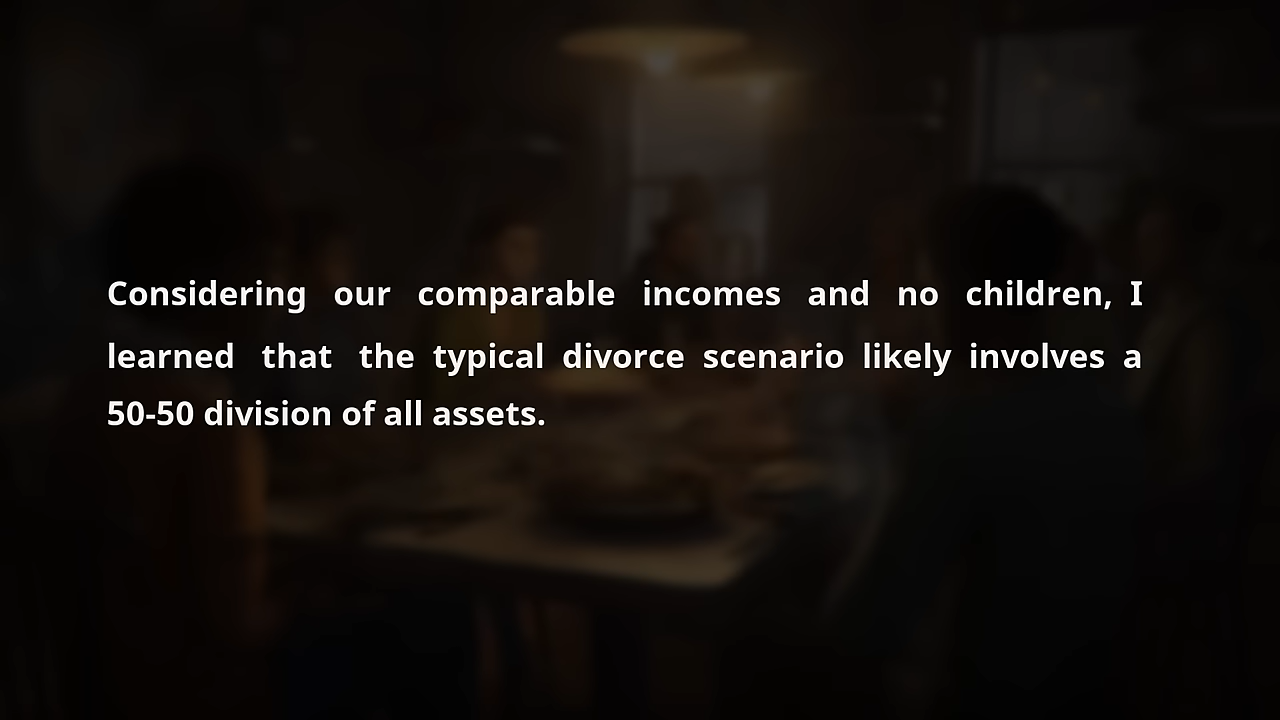 Considering our comparable incomes and no children, I
learned that the typical divorce scenario likely involves a
50-50 division of all assets.